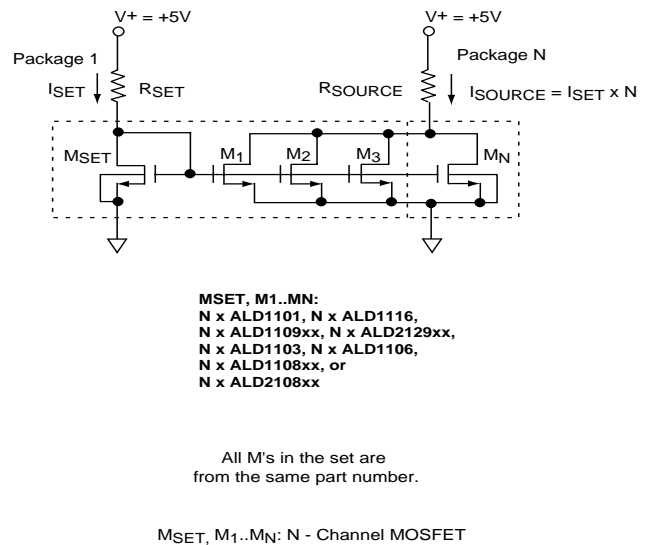 V+ = +5V
V+ = +5V
Package 1
Package N
ISET
RSET
RSOURCE
ISOURCE = ISET x N
MSET
M1
M2
M3
MN
MSET, M1..MN:
N x ALD1101, N x ALD1116,
N x ALD1109xx, N x ALD2129xx,
N x ALD1103, N x ALD1106,
N x ALD1108xx, or
N x ALD2108xx
All M's in the set are
from the same part number.
MSET, M1..MN: N - Channel MOSFET